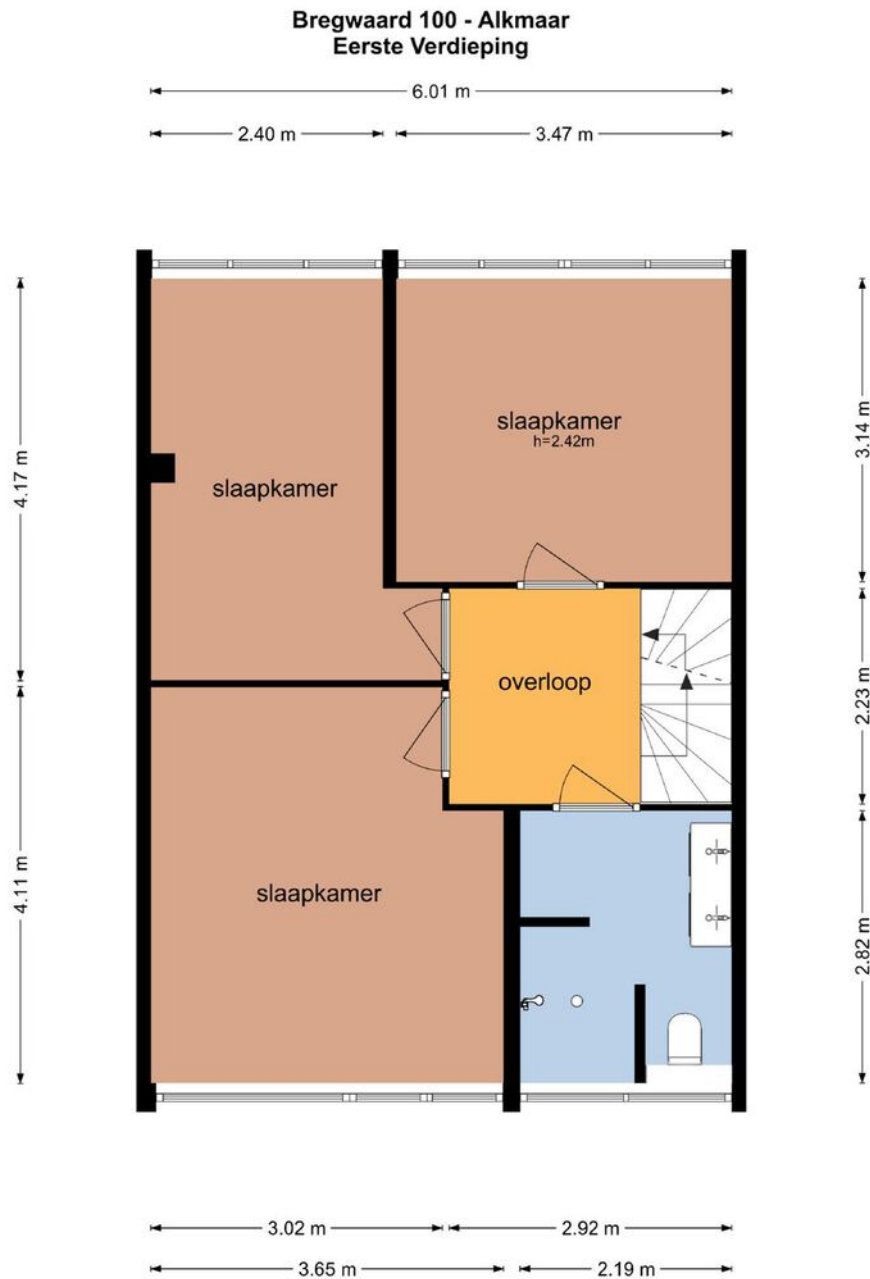 Bregwaard 100 - Alkmaar
Eerste Verdieping
6.01 m
2.40 m
3.47 m
4.17 m
3.14 m
slaapkamer
h=2.42m
slaapkamer
overloop
2.23 m
4.11 m
slaapkamer
2.82 m
3.02 m
2.92 m
3.65 m
2.19 m